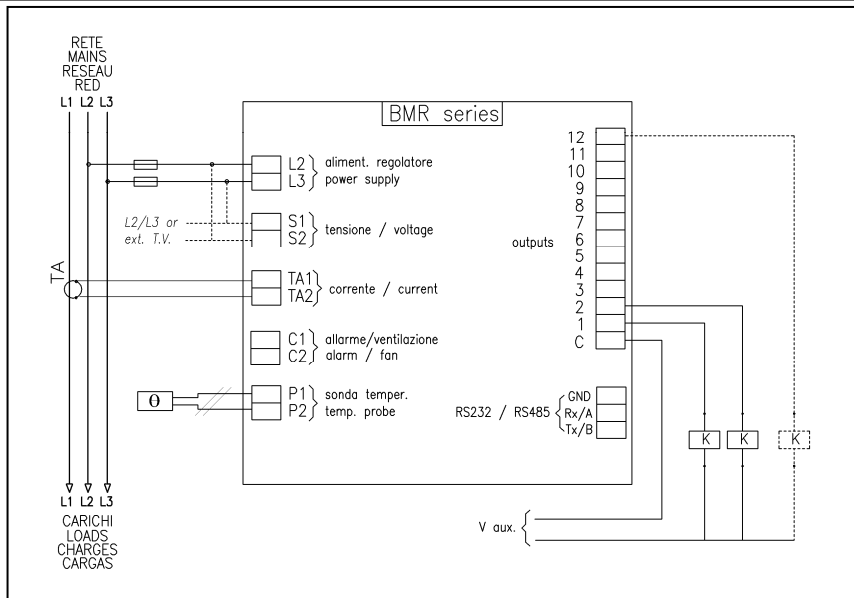 RETE
MAINS
RESEAU
RED
L1 L2 L3
BMR series
L2
L3
aliment. regolatore
power supply
L2/L3 or
ext. T.V.
S1
S2
tensione / voltage
TA
TA1
TA2
corrente / current
C1
C2
allarme/ventilazione
alarm / fan
θ
P1
P2
sonda temper.
temp. probe
outputs
12
11
10
9
8
7
6
5
4
3
2
1
C
RS232 / RS485
GND
Rx/A
Tx/B
K K K
V aux.
L1 L2 L3
CARICHI
LOADS
CHARGES
CARGAS